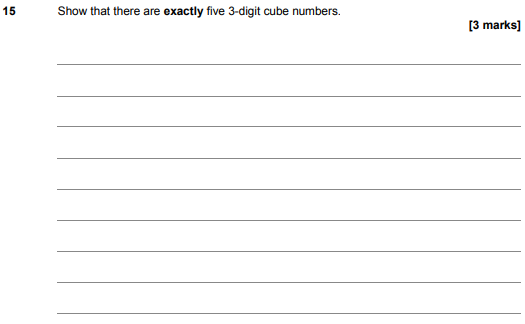 15 Show that there are exactly five 3-digit cube numbers.
[3 marks]